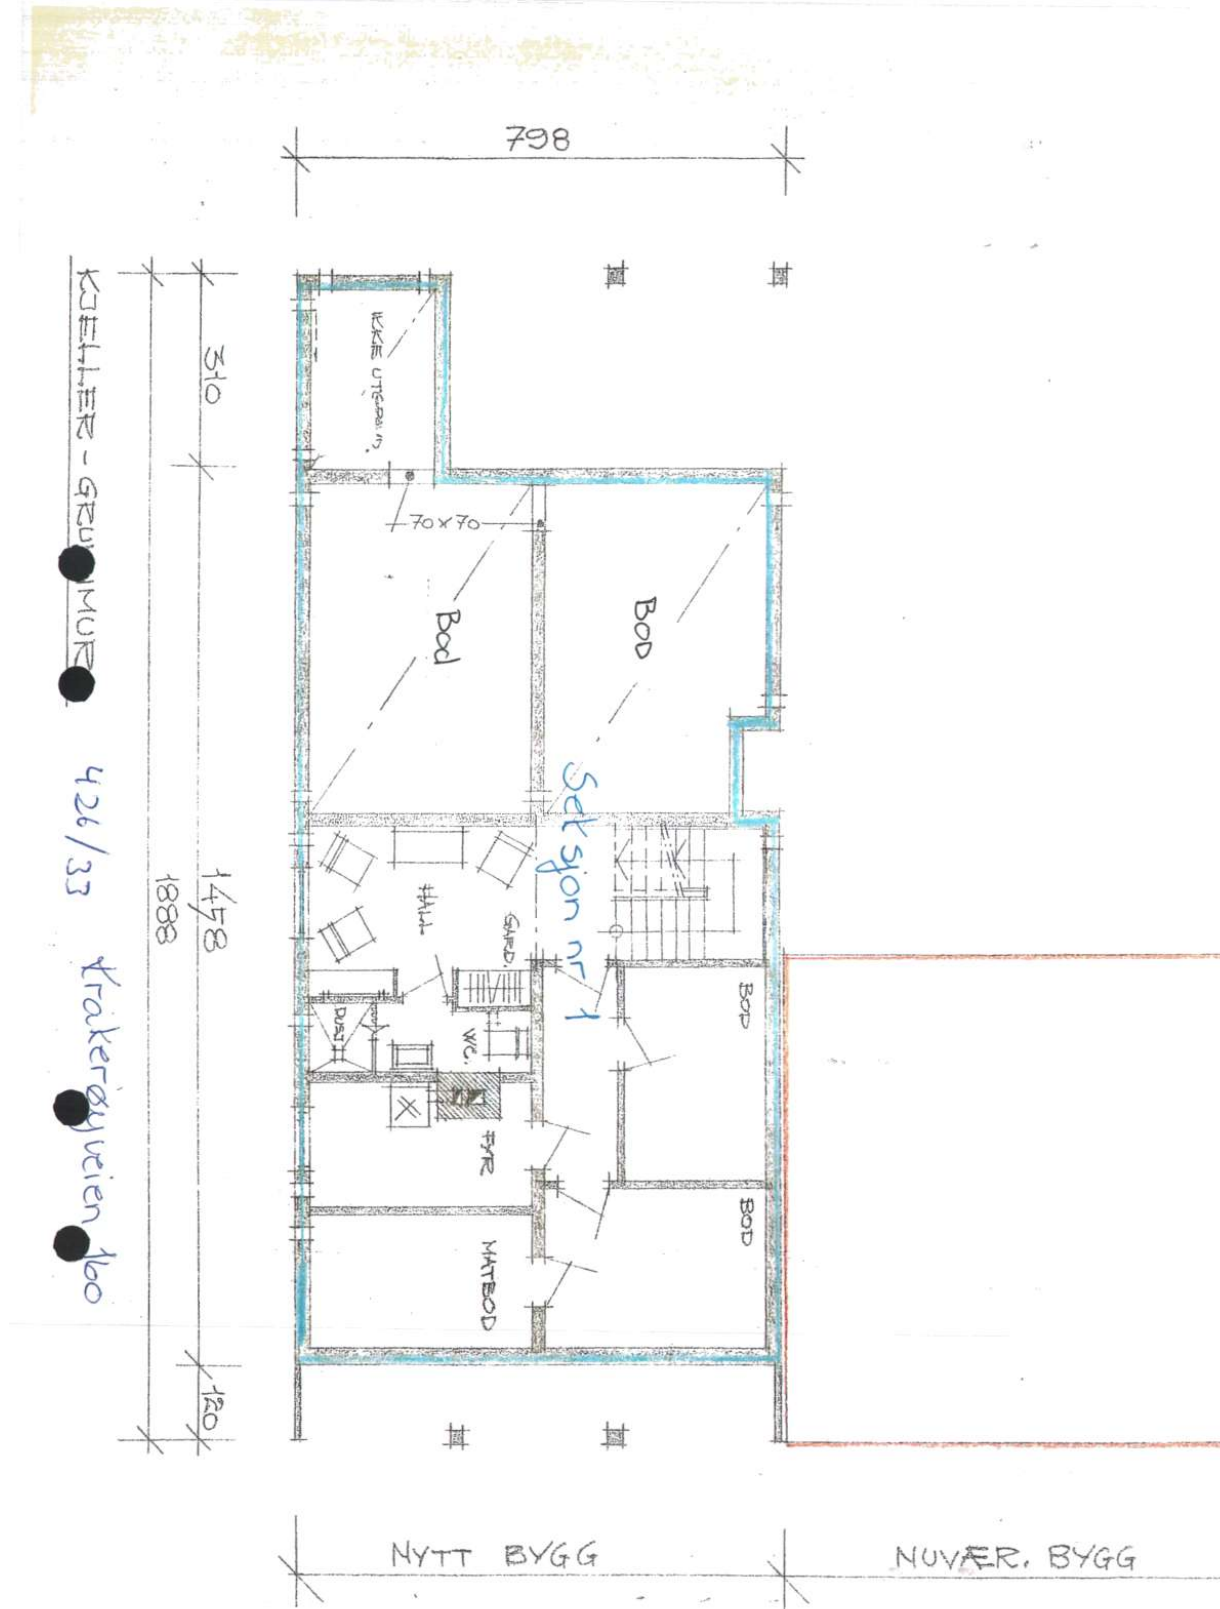 798
KJELLER - GRUNNMUR
426/33 Kråkerøyveien 160
310
1458
120
1888
IKKE UTGRAVD.
70x70
Bod
BOD
Seksjon nr 1
HALL
GARD.
BOD
DUSJ
WC.
FYR
BOD
MATBOD
NYTT BYGG
NUVÆR. BYGG